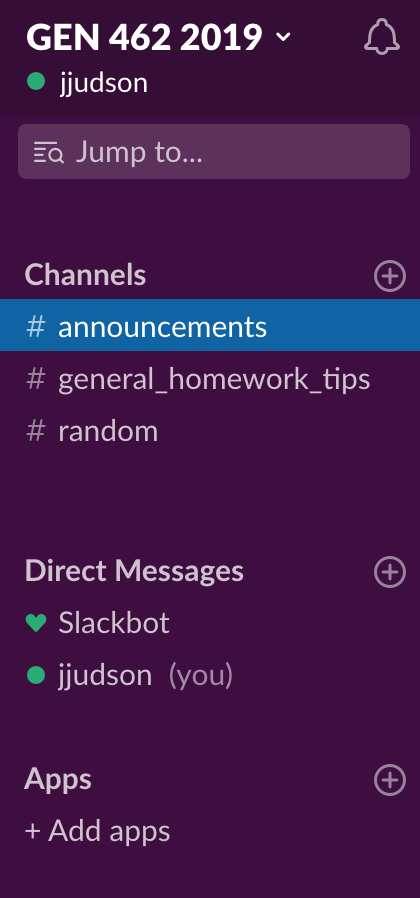 GEN 462 2019
jjudson
Jump to...
Channels
# announcements
# general_homework_tips
# random
Direct Messages
Slackbot
jjudson (you)
Apps
+ Add apps